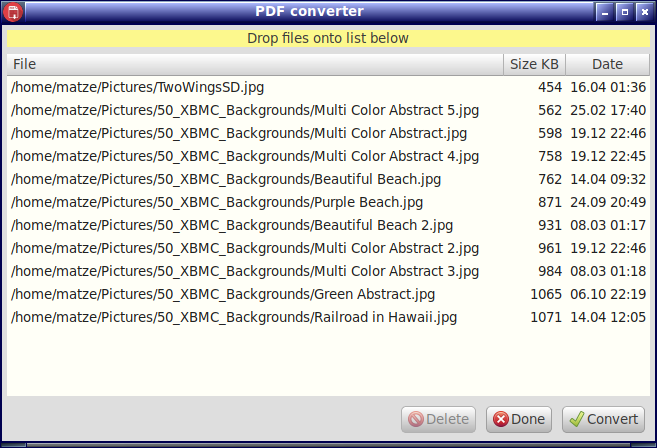 PDF converter
Drop files onto list below
File Size KB Date
/home/matze/Pictures/TwoWingsSD.jpg 454 16.04 01:36
/home/matze/Pictures/50_XBMC_Backgrounds/Multi Color Abstract 5.jpg 562 25.02 17:40
/home/matze/Pictures/50_XBMC_Backgrounds/Multi Color Abstract.jpg 598 19.12 22:46
/home/matze/Pictures/50_XBMC_Backgrounds/Multi Color Abstract 4.jpg 758 19.12 22:45
/home/matze/Pictures/50_XBMC_Backgrounds/Beautiful Beach.jpg 762 14.04 09:32
/home/matze/Pictures/50_XBMC_Backgrounds/Purple Beach.jpg 871 24.09 20:49
/home/matze/Pictures/50_XBMC_Backgrounds/Beautiful Beach 2.jpg 931 08.03 01:17
/home/matze/Pictures/50_XBMC_Backgrounds/Multi Color Abstract 2.jpg 961 19.12 22:46
/home/matze/Pictures/50_XBMC_Backgrounds/Multi Color Abstract 3.jpg 984 08.03 01:18
/home/matze/Pictures/50_XBMC_Backgrounds/Green Abstract.jpg 1065 06.10 22:19
/home/matze/Pictures/50_XBMC_Backgrounds/Railroad in Hawaii.jpg 1071 14.04 12:05
Delete Done Convert